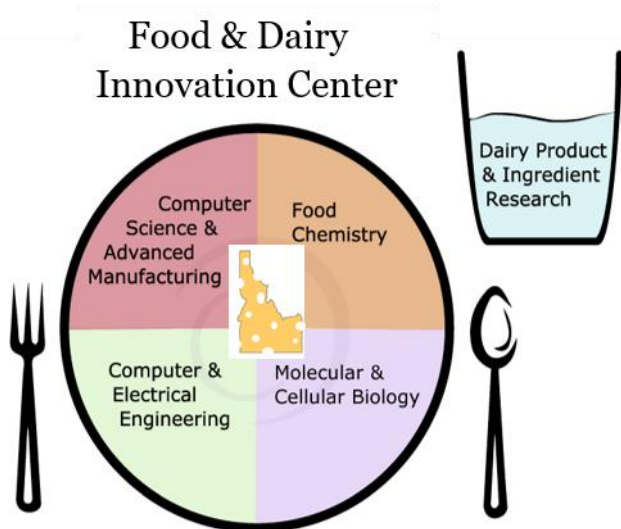 Food & Dairy
Innovation Center
Dairy Product
& Ingredient
Research
Computer
Science &
Advanced
Manufacturing
Food
Chemistry
Computer &
Electrical
Engineering
Molecular &
Cellular Biology